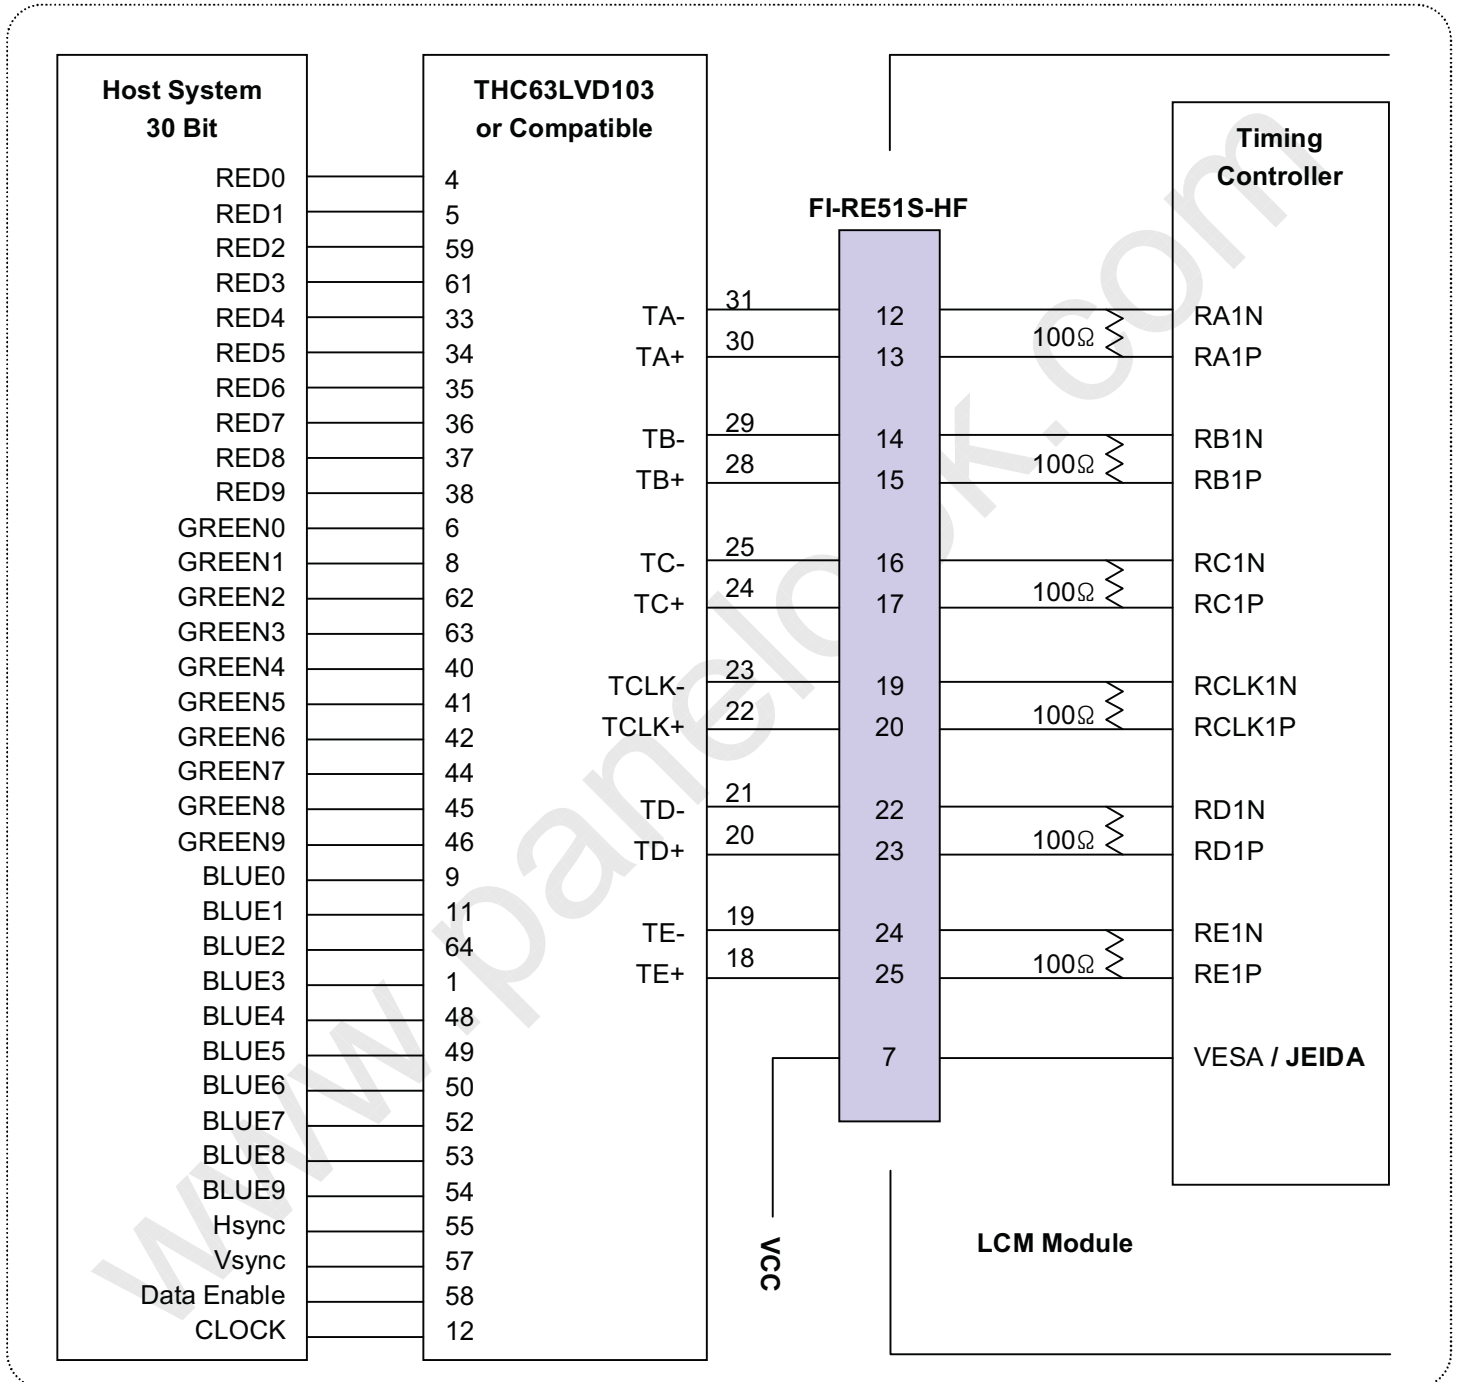 Host System
30 Bit
RED0
RED1
RED2
RED3
RED4
RED5
RED6
RED7
RED8
RED9
GREEN0
GREEN1
GREEN2
GREEN3
GREEN4
GREEN5
GREEN6
GREEN7
GREEN8
GREEN9
BLUE0
BLUE1
BLUE2
BLUE3
BLUE4
BLUE5
BLUE6
BLUE7
BLUE8
BLUE9
Hsync
Vsync
Data Enable
CLOCK
THC63LVD103
or Compatible
4
5
59
61
33
34
35
36
37
38
6
8
62
63
40
41
42
44
45
46
9
11
64
1
48
49
50
52
53
54
55
57
58
12
TA-
TA+
TB-
TB+
TC-
TC+
TCLK-
TCLK+
TD-
TD+
TE-
TE+
31
30
29
28
25
24
23
22
21
20
19
18
VCC
FI-RE51S-HF
12
13
14
15
16
17
19
20
22
23
24
25
7
100Ω
100Ω
100Ω
100Ω
100Ω
100Ω
Timing
Controller
RA1N
RA1P
RB1N
RB1P
RC1N
RC1P
RCLK1N
RCLK1P
RD1N
RD1P
RE1N
RE1P
VESA / JEIDA
LCM Module
www.panelook.com